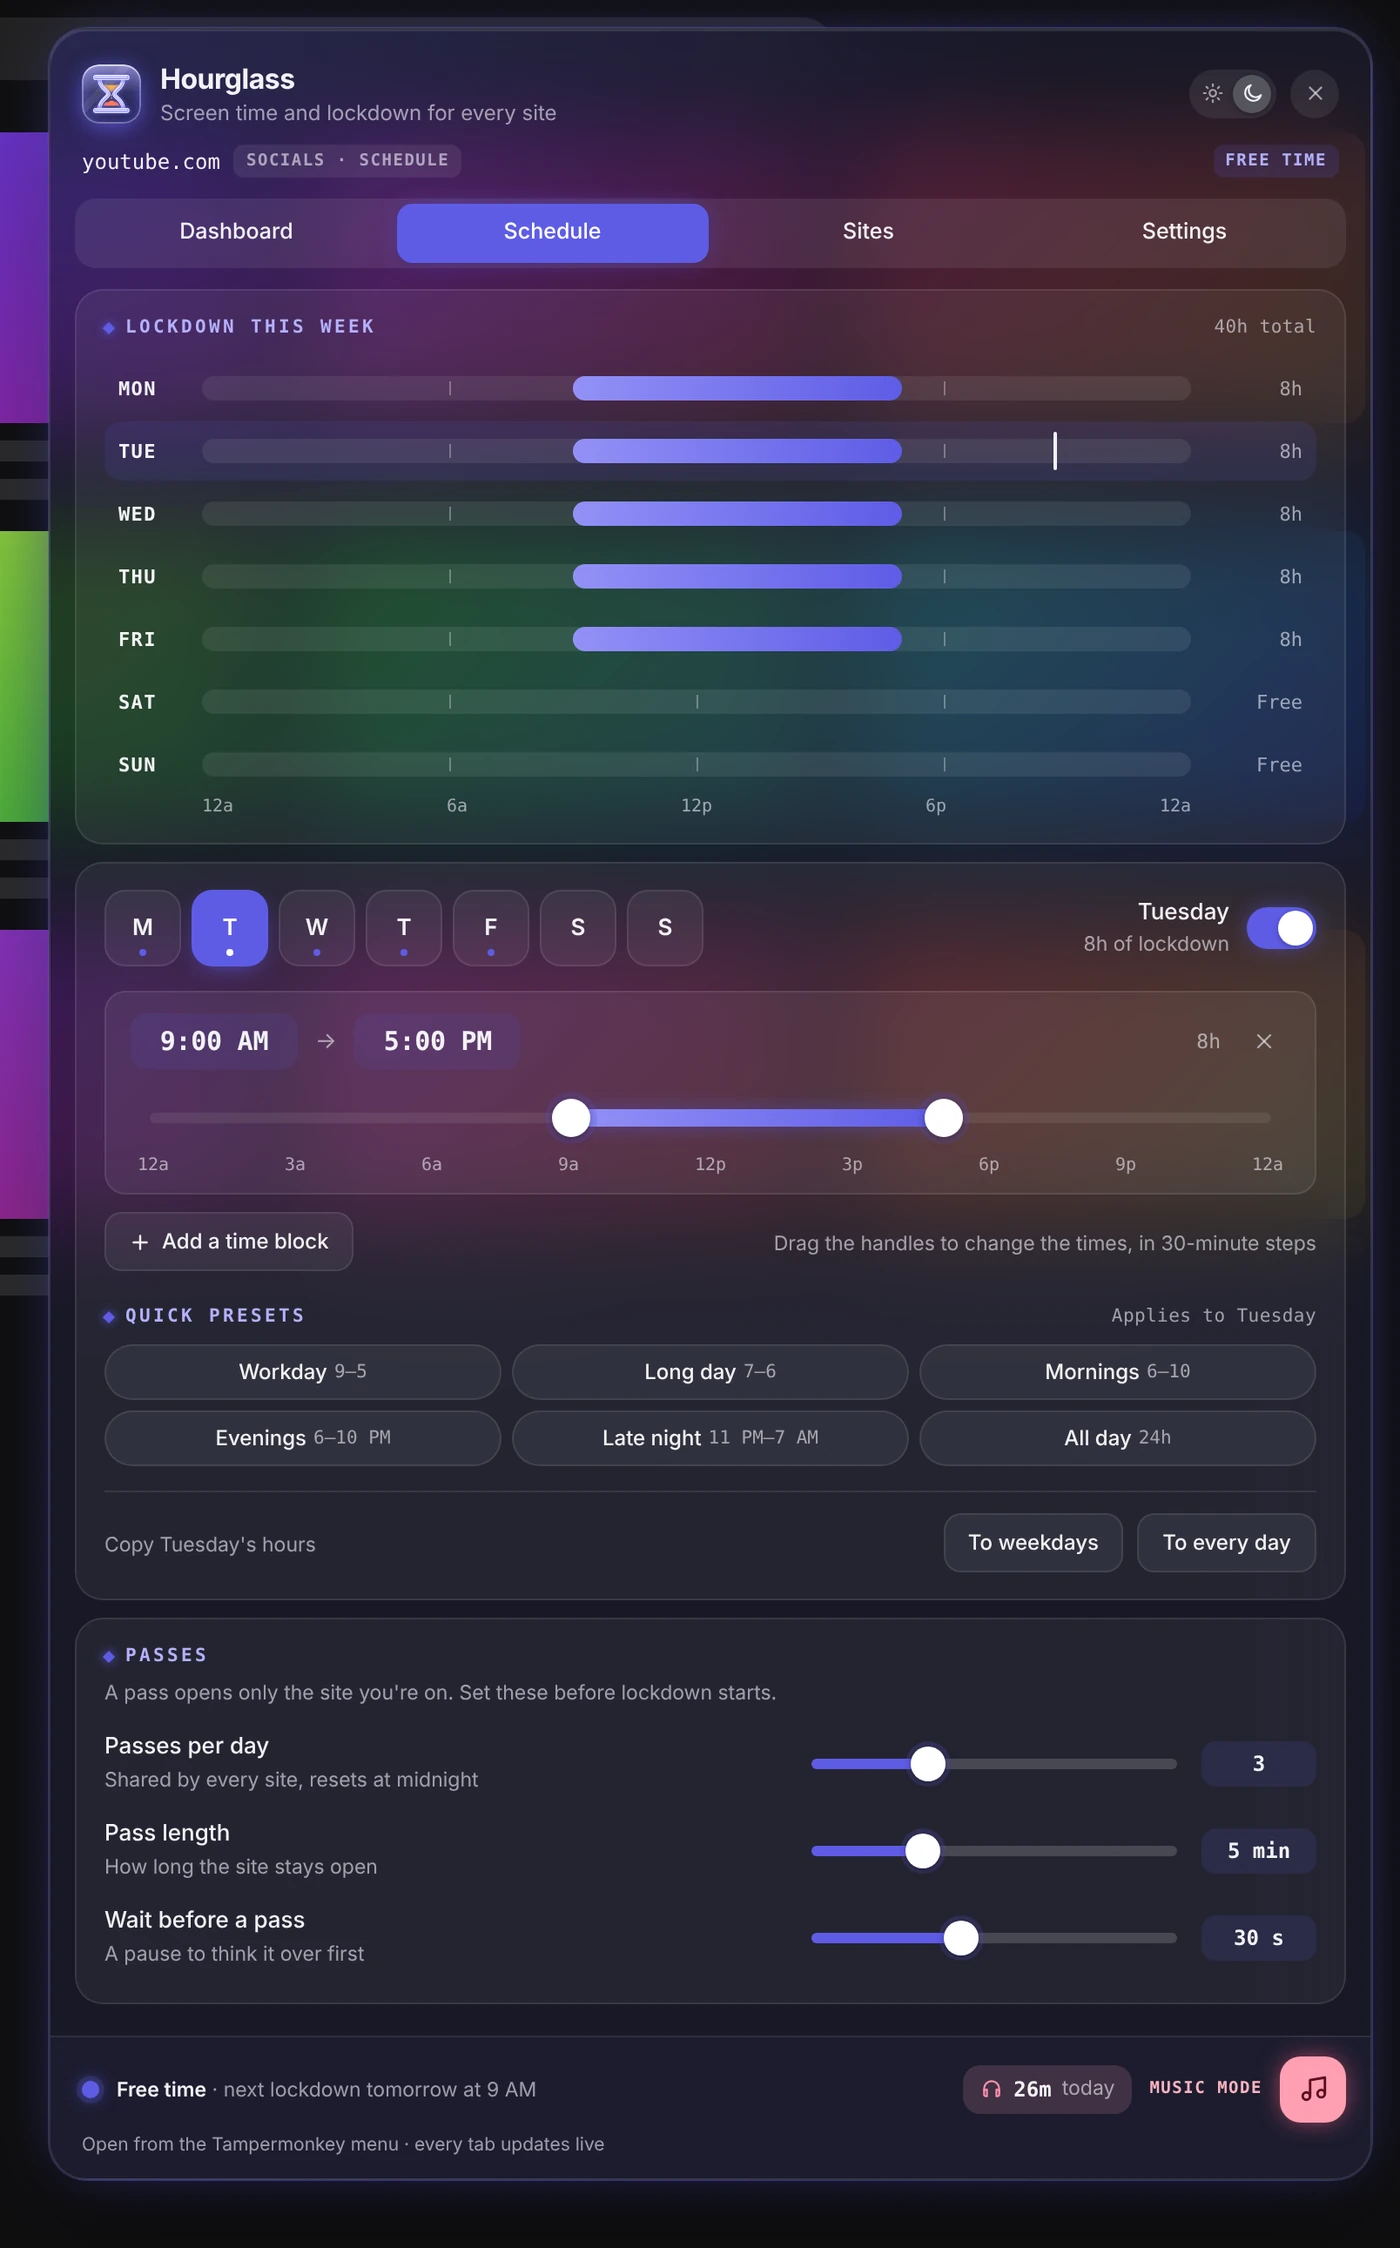 Hourglass
Screen time and lockdown for every site
youtube.com SOCIALS · SCHEDULE FREE TIME
Dashboard Schedule Sites Settings
LOCKDOWN THIS WEEK 40h total
MON 8h
TUE 8h
WED 8h
THU 8h
FRI 8h
SAT Free
SUN Free
12a 6a 12p 6p 12a
M T W T F S S
Tuesday
8h of lockdown
9:00 AM → 5:00 PM 8h
12a 3a 6a 9a 12p 3p 6p 9p 12a
+ Add a time block Drag the handles to change the times, in 30-minute steps
QUICK PRESETS Applies to Tuesday
Workday 9–5 Long day 7–6 Mornings 6–10
Evenings 6–10 PM Late night 11 PM–7 AM All day 24h
Copy Tuesday's hours To weekdays To every day
PASSES
A pass opens only the site you're on. Set these before lockdown starts.
Passes per day 3
Shared by every site, resets at midnight
Pass length 5 min
How long the site stays open
Wait before a pass 30 s
A pause to think it over first
Free time · next lockdown tomorrow at 9 AM 26m today MUSIC MODE
Open from the Tampermonkey menu · every tab updates live